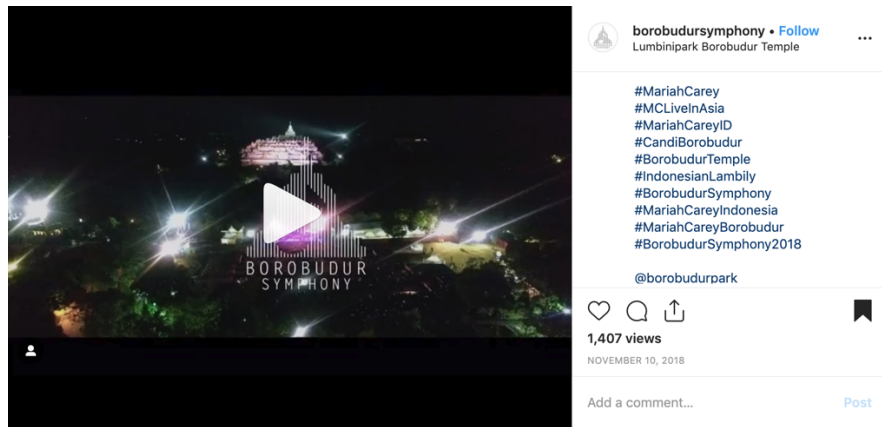 BOROBUDUR
SYMPHONY
borobudursymphony • Follow
Lumbinipark Borobudur Temple
#MariahCarey
#MCLiveInAsia
#MariahCareyID
#CandiBorobudur
#BorobudurTemple
#IndonesianLambily
#BorobudurSymphony
#MariahCareyIndonesia
#MariahCareyBorobudur
#BorobudurSymphony2018
@borobudurpark
1,407 views
NOVEMBER 10, 2018
Add a comment... Post